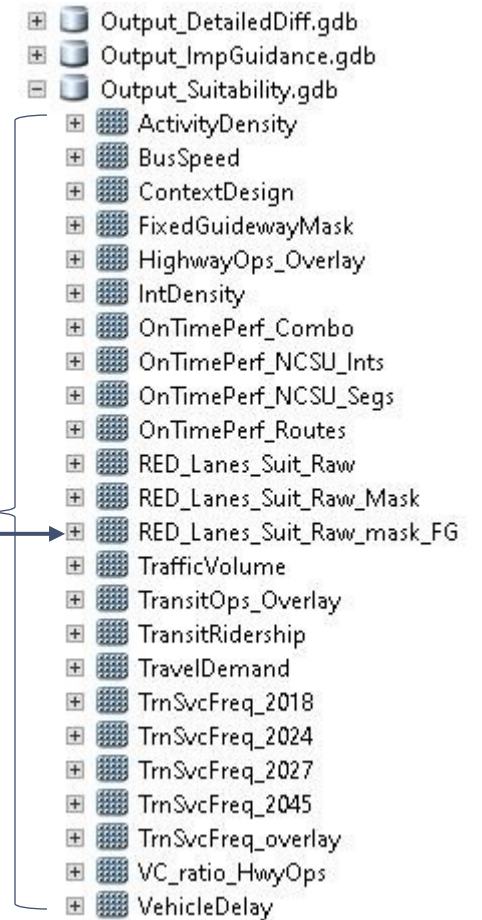 Output_DetailedDiff.gdb
Output_ImpGuidance.gdb
Output_Suitability.gdb
ActivityDensity
BusSpeed
ContextDesign
FixedGuidewayMask
HighwayOps_Overlay
IntDensity
OnTimePerf_Combo
OnTimePerf_NCSU_Ints
OnTimePerf_NCSU_Segs
OnTimePerf_Routes
RED_Lanes_Suit_Raw
RED_Lanes_Suit_Raw_Mask
RED_Lanes_Suit_Raw_mask_FG
TrafficVolume
TransitOps_Overlay
TransitRidership
TravelDemand
TrnSvcFreq_2018
TrnSvcFreq_2024
TrnSvcFreq_2027
TrnSvcFreq_2045
TrnSvcFreq_overlay
VC_ratio_HwyOps
VehicleDelay